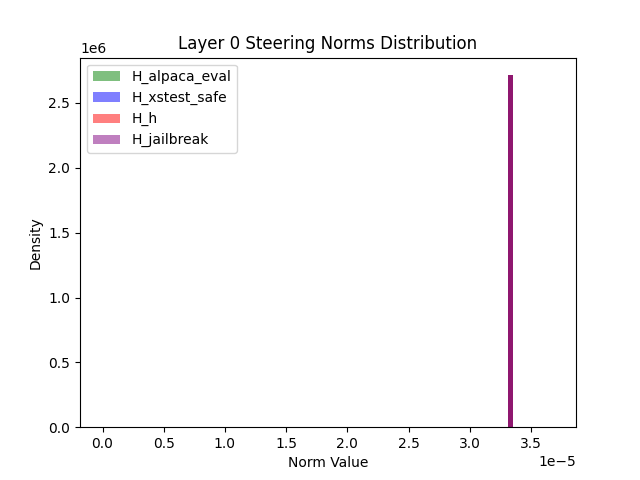 Layer 0 Steering Norms Distribution
1e6
H_alpaca_eval
H_xstest_safe
H_h
H_jailbreak
Density
2.5
2.0
1.5
1.0
0.5
0.0
0.0 0.5 1.0 1.5 2.0 2.5 3.0 3.5
1e−5
Norm Value